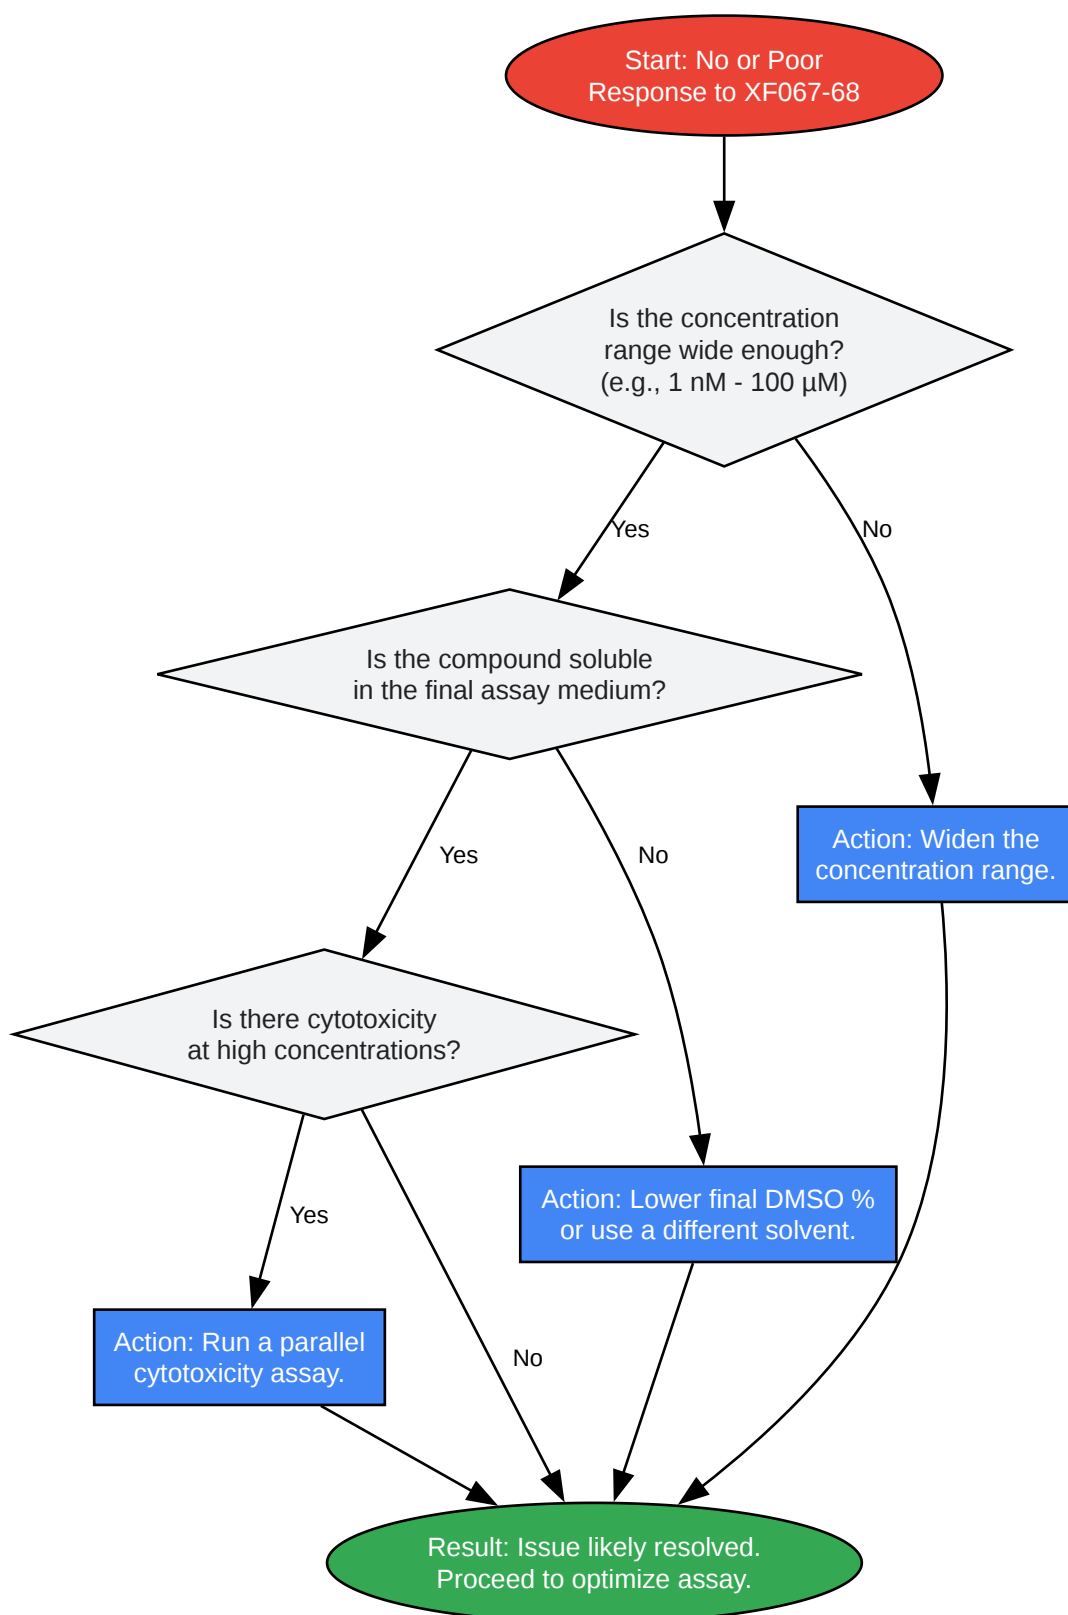 Start: No or Poor
Response to XF067-68
Is the concentration
range wide enough?
(e.g., 1 nM - 100 µM)
Yes
No
Is the compound soluble
in the final assay medium?
Yes
No
Action: Widen the
concentration range.
Is there cytotoxicity
at high concentrations?
Yes
No
Action: Lower final DMSO %
or use a different solvent.
Action: Run a parallel
cytotoxicity assay.
Result: Issue likely resolved.
Proceed to optimize assay.